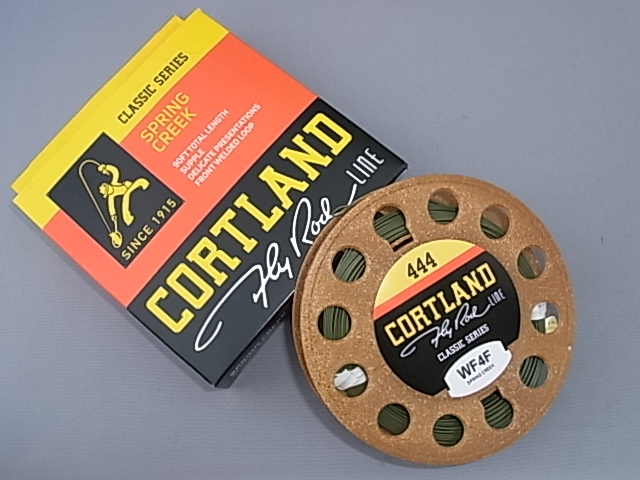 CLASSIC SERIES
SPRING
CREEK
90FT TOTAL LENGTH
SUPPLE
DELICATE PRESENTATIONS
FRONT WELDED LOOP
SINCE 1915
CORTLAND
Fly Rod LINE
444
CORTLAND
Fly Rod LINE
CLASSIC SERIES
WF4F
SPRING CREEK